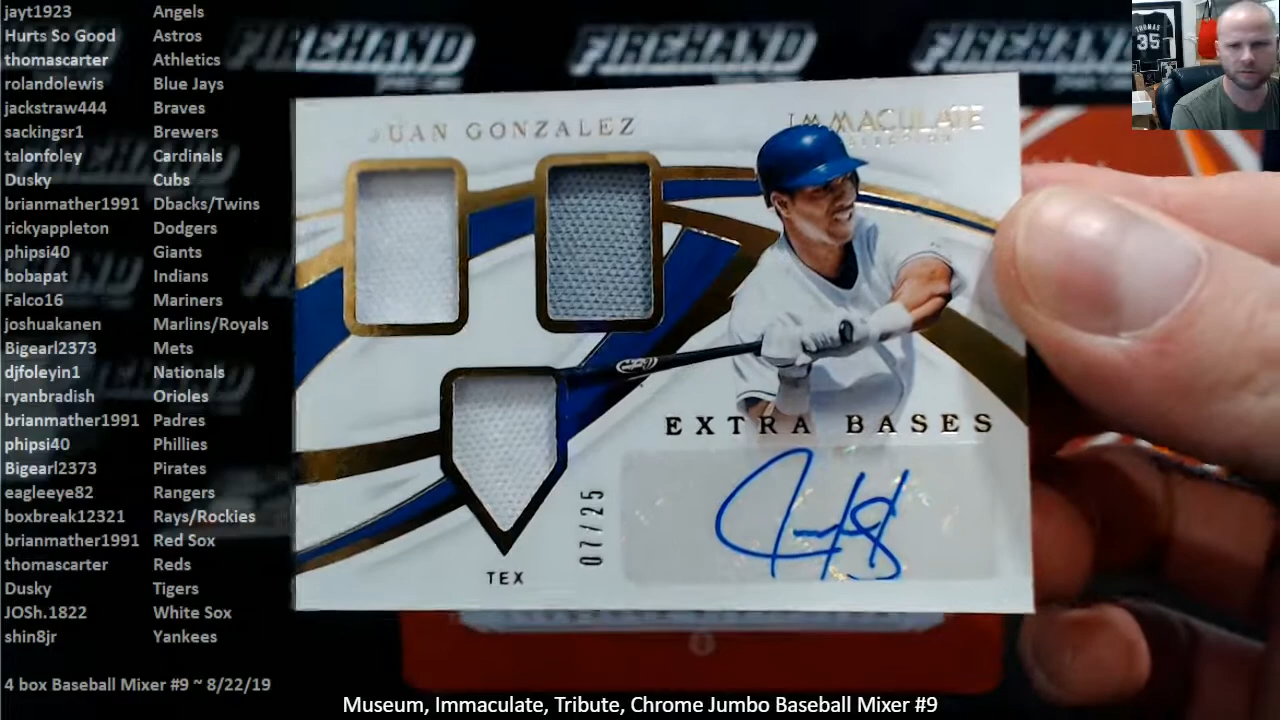 jayt1923 Angels
Hurts So Good Astros
thomascarter Athletics
rolandolewis Blue Jays
jackstraw444 Braves
sackingsr1 Brewers
talonfoley Cardinals
Dusky Cubs
brianmather1991 Dbacks/Twins
rickyappleton Dodgers
phipsi40 Giants
bobapat Indians
Falco16 Mariners
joshuakanen Marlins/Royals
Bigearl2373 Mets
djfoleyin1 Nationals
ryanbradish Orioles
brianmather1991 Padres
phipsi40 Phillies
Bigearl2373 Pirates
eagleeye82 Rangers
boxbreak12321 Rays/Rockies
brianmather1991 Red Sox
thomascarter Reds
Dusky Tigers
JOSh.1822 White Sox
shin8jr Yankees
4 box Baseball Mixer #9 ~ 8/22/19
FIREHAND FIREHAND FIREHAND
THOMAS
35
JUAN GONZALEZ
IMMACULATE
COLLECTION
EXTRA BASES
07/25
TEX
Museum, Immaculate, Tribute, Chrome Jumbo Baseball Mixer #9